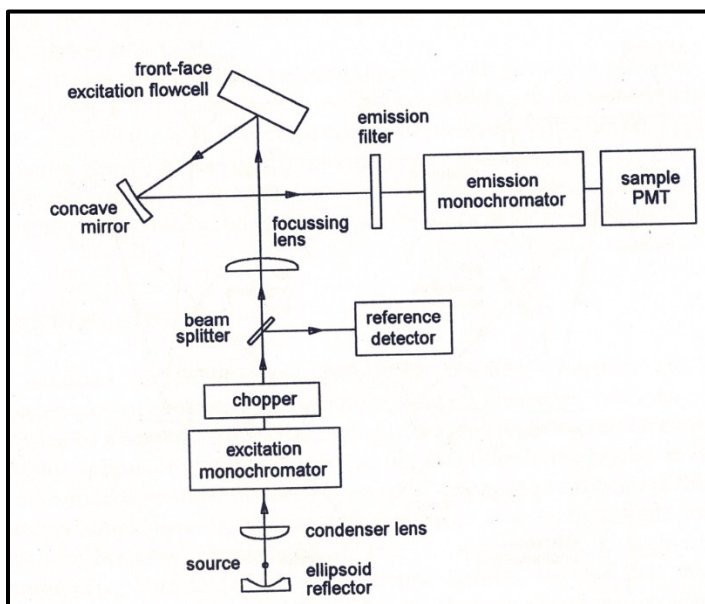 front-face
excitation flowcell
emission
filter
emission
monochromator
sample
PMT
concave
mirror
focussing
lens
beam
splitter
reference
detector
chopper
excitation
monochromator
condenser lens
source
ellipsoid
reflector